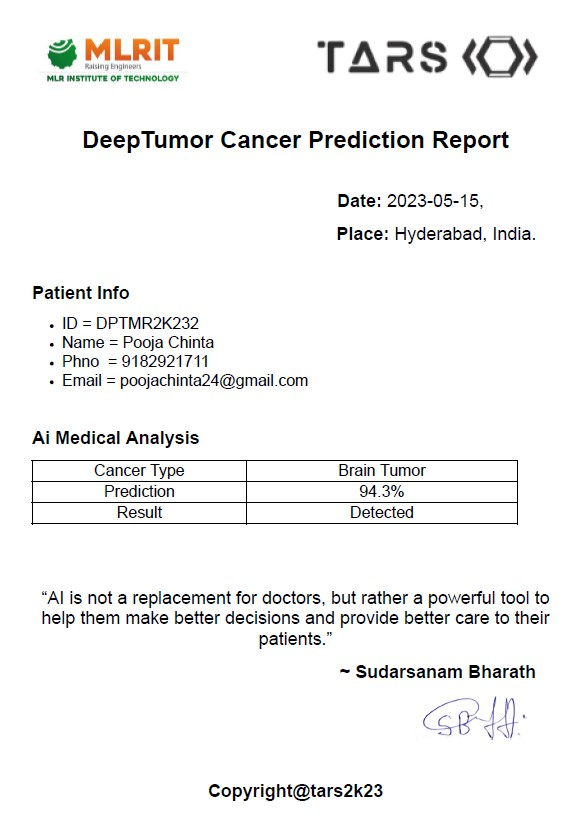 MLRIT
Raising Engineers
MLR INSTITUTE OF TECHNOLOGY
TARS
DeepTumor Cancer Prediction Report
Date: 2023-05-15,
Place: Hyderabad, India.
Patient Info
• ID = DPTMR2K232
• Name = Pooja Chinta
• Phno = 9182921711
• Email = poojachinta24@gmail.com
Ai Medical Analysis
Cancer Type Brain Tumor
Prediction 94.3%
Result Detected
“AI is not a replacement for doctors, but rather a powerful tool to
help them make better decisions and provide better care to their
patients.”
~ Sudarsanam Bharath
Copyright@tars2k23